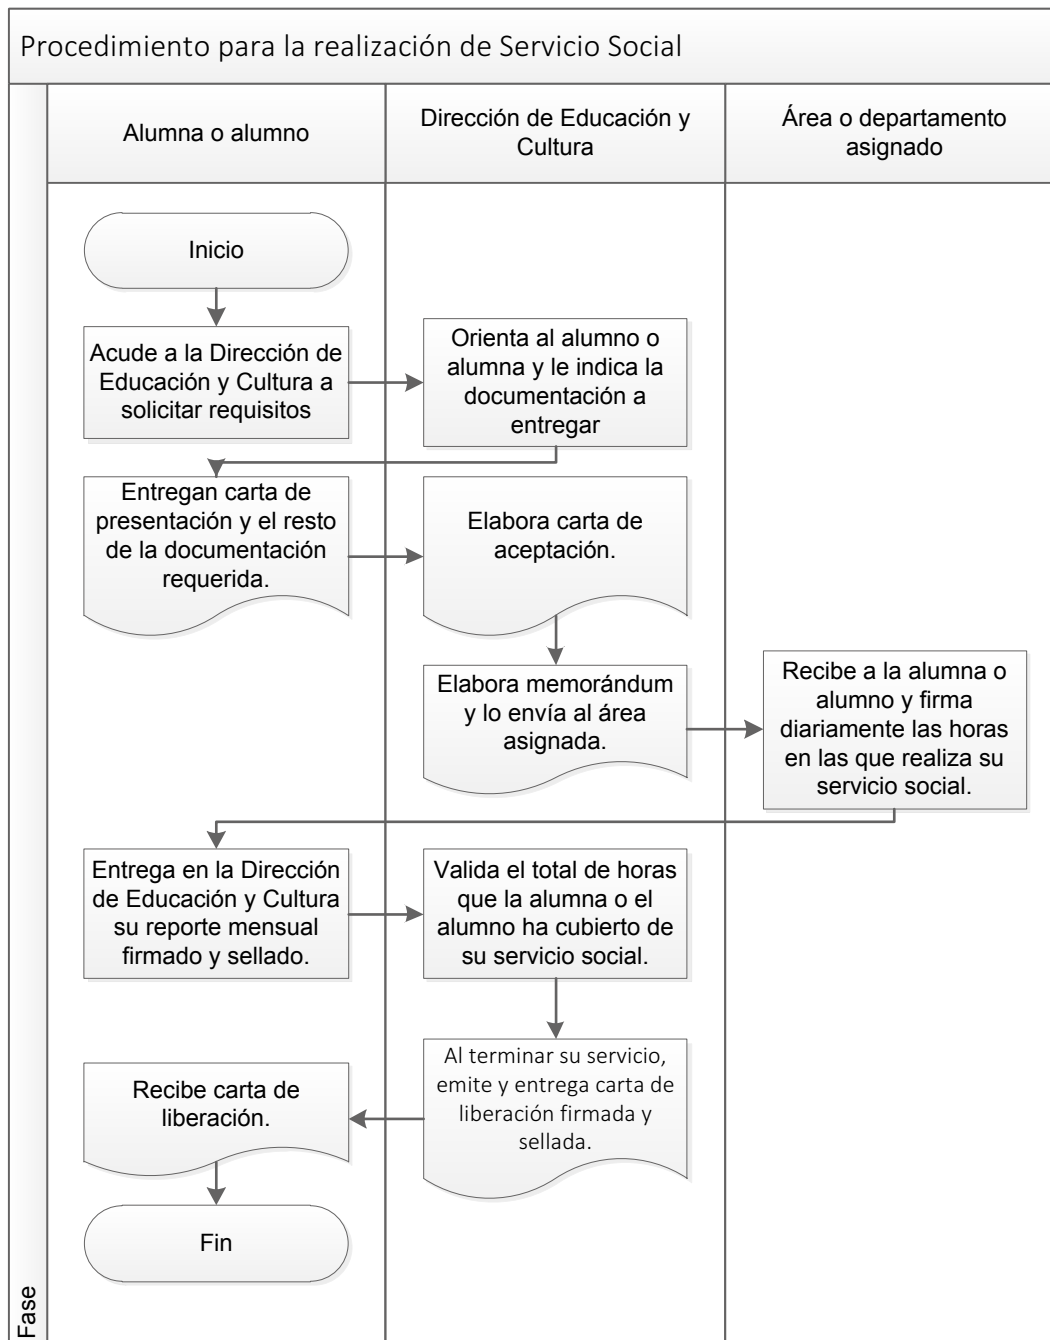 Procedimiento para la realización de Servicio Social
Alumna o alumno
Dirección de Educación y
Cultura
Área o departamento
asignado
Inicio
Acude a la Dirección de
Educación y Cultura a
solicitar requisitos
Orienta al alumno o
alumna y le indica la
documentación a
entregar
Entregan carta de
presentación y el resto
de la documentación
requerida.
Elabora carta de
aceptación.
Elabora memorándum
y lo envía al área
asignada.
Recibe a la alumna o
alumno y firma
diariamente las horas
en las que realiza su
servicio social.
Entrega en la Dirección
de Educación y Cultura
su reporte mensual
firmado y sellado.
Valida el total de horas
que la alumna o el
alumno ha cubierto de
su servicio social.
Al terminar su servicio,
emite y entrega carta de
liberación firmada y
sellada.
Recibe carta de
liberación.
Fin
Fase